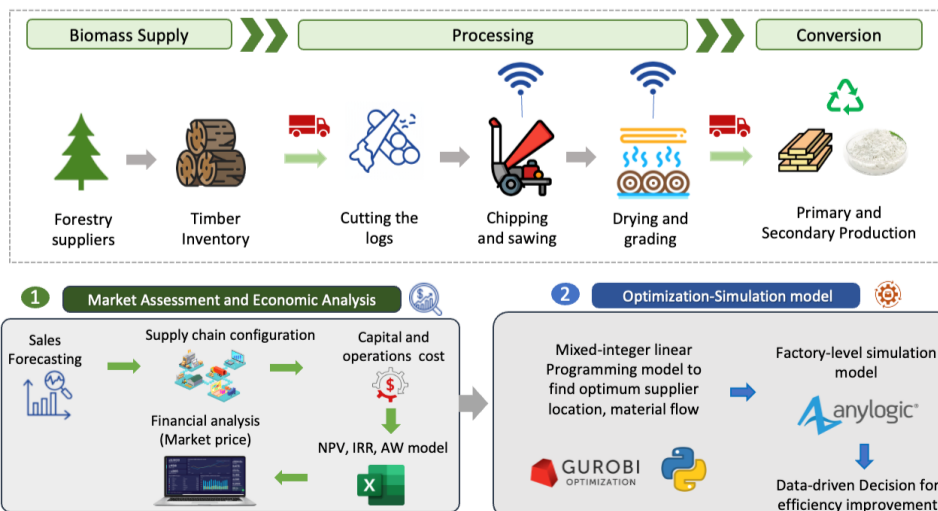 Biomass Supply
Processing
Conversion
Forestry
suppliers
Timber
Inventory
Cutting the
logs
Chipping
and sawing
Drying and
grading
Primary and
Secondary Production
1
Market Assessment and Economic Analysis
Sales
Forecasting
Supply chain configuration
Capital and
operations cost
$
Financial analysis
(Market price)
NPV, IRR, AW model
X
2
Optimization-Simulation model
Mixed-integer linear
Programming model to
find optimum supplier
location, material flow
GUROBI
OPTIMIZATION
Factory-level simulation
model
anylogic®
Data-driven Decision for
efficiency improvement